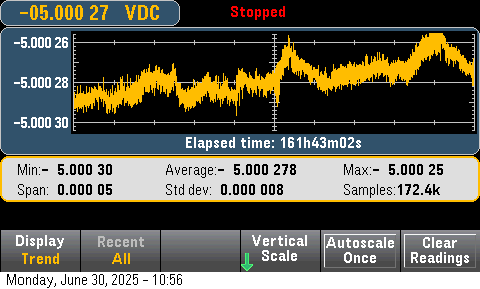 -05.000 27 VDC Stopped
-5.000 26
-5.000 28
-5.000 30
Elapsed time: 161h43m02s
Min:- 5.000 30 Average:- 5.000 278 Max:- 5.000 25
Span: 0.000 05 Std dev: 0.000 008 Samples:172.4k
Display Recent Vertical Autoscale Clear
Trend All Scale Once Readings
Monday, June 30, 2025 - 10:56